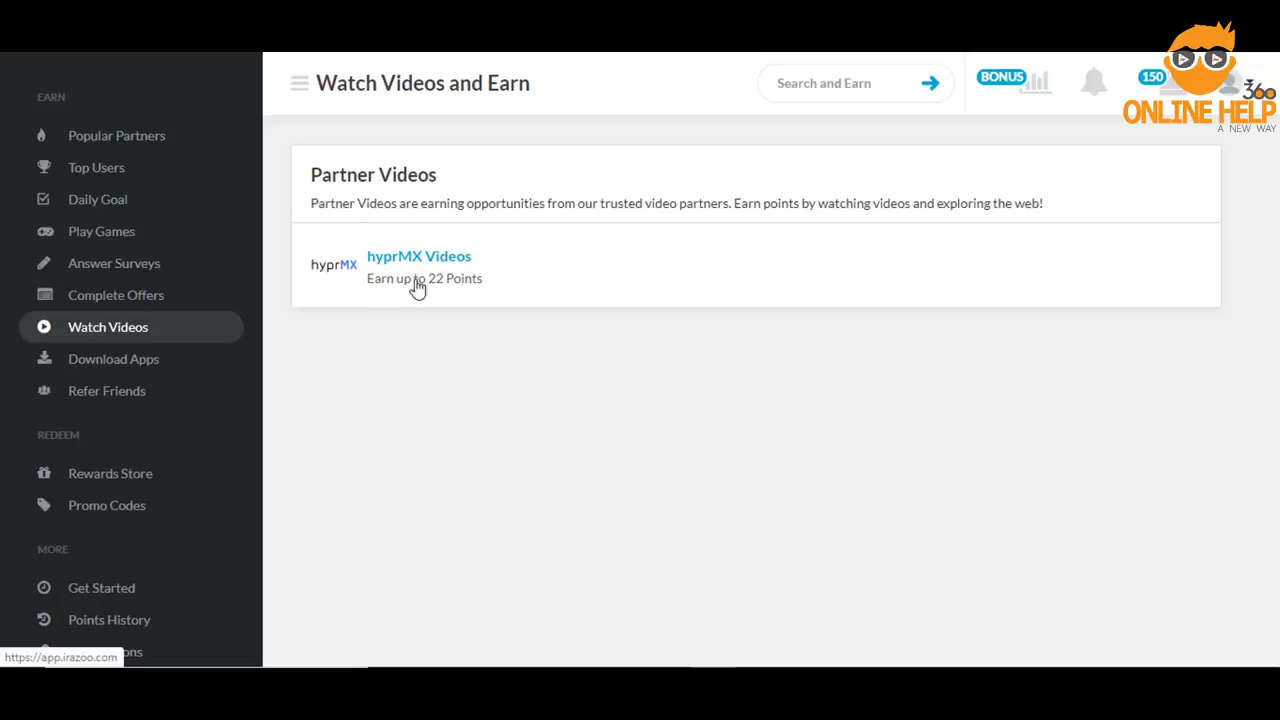 EARN
Popular Partners
Top Users
Daily Goal
Play Games
Answer Surveys
Complete Offers
Watch Videos
Download Apps
Refer Friends
REDEEM
Rewards Store
Promo Codes
MORE
Get Started
Points History
ons
https://app.irazoo.com
Watch Videos and Earn
Search and Earn
BONUS
150
360
ONLINE HELP
A NEW WAY
Partner Videos
Partner Videos are earning opportunities from our trusted video partners. Earn points by watching videos and exploring the web!
hyprMX
hyprMX Videos
Earn up to 22 Points